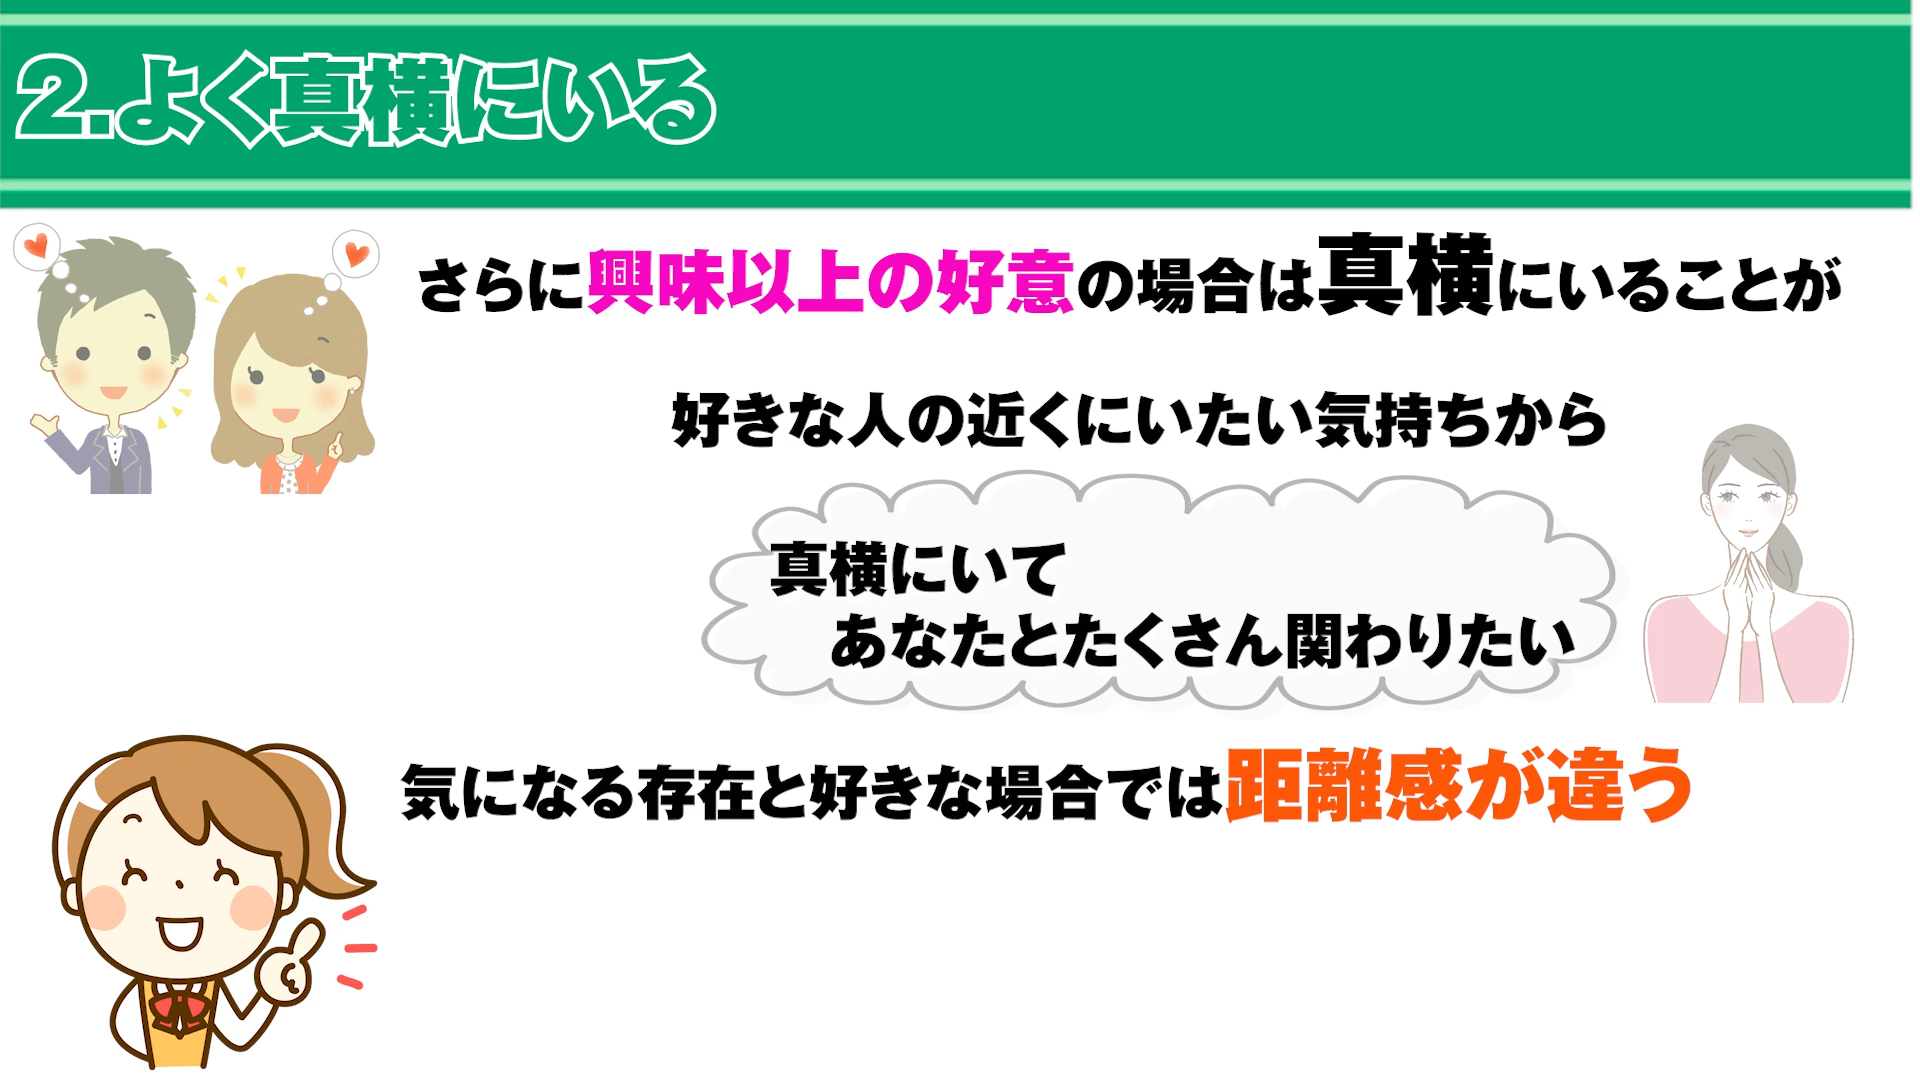 2.よく真横にいる
さらに興味以上の好意の場合は真横にいることが
好きな人の近くにいたい気持ちから
真横にいて
あなたとたくさん関わりたい
気になる存在と好きな場合では距離感が違う